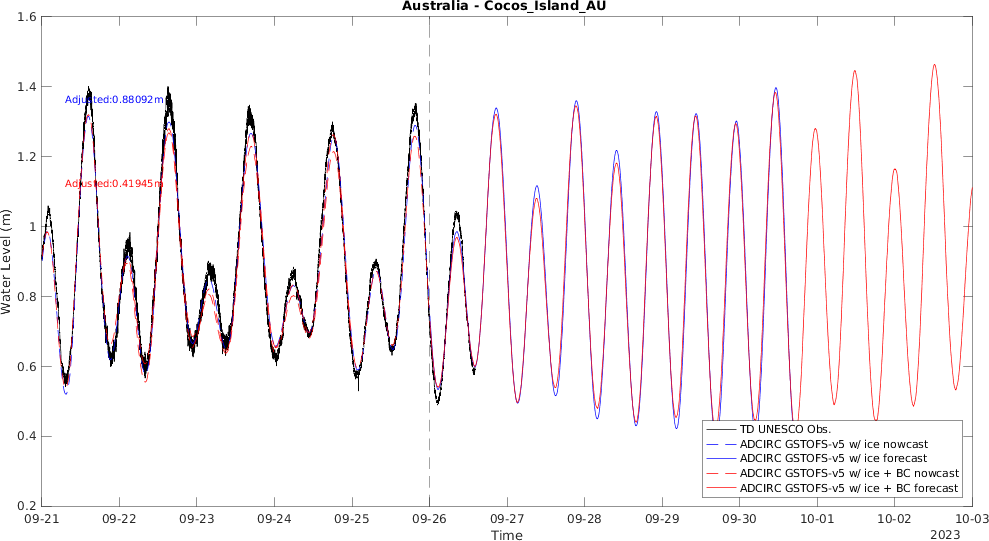 Australia - Cocos_Island_AU
1.6
1.4
1.2
1
0.8
0.6
0.4
0.2
Water Level (m)
Adjusted:0.88092m
Adjusted:0.41945m
TD UNESCO Obs.
ADCIRC GSTOFS-v5 w/ ice nowcast
ADCIRC GSTOFS-v5 w/ ice forecast
ADCIRC GSTOFS-v5 w/ ice + BC nowcast
ADCIRC GSTOFS-v5 w/ ice + BC forecast
09-21 09-22 09-23 09-24 09-25 09-26 09-27 09-28 09-29 09-30 10-01 10-02 10-03
Time
2023